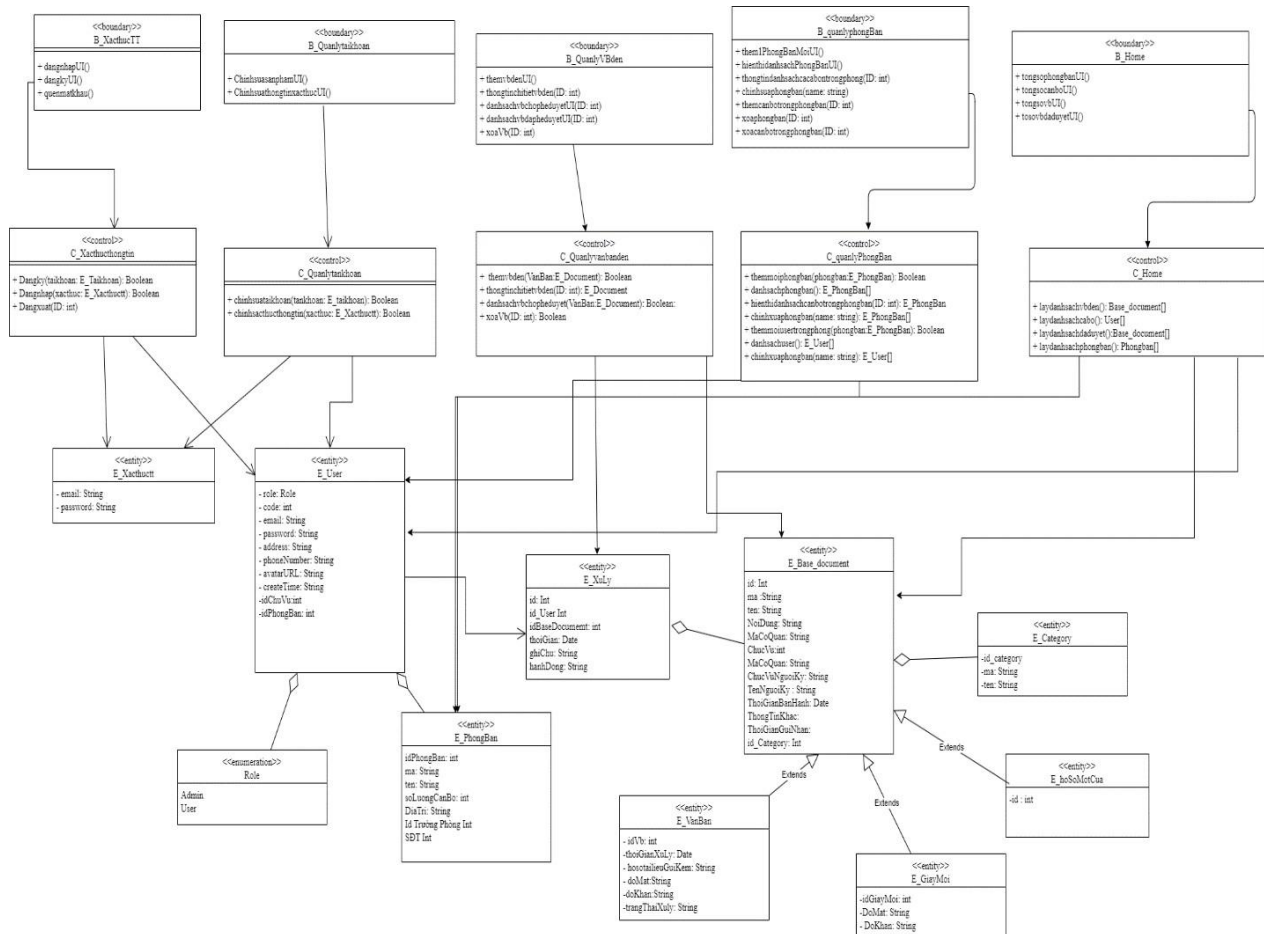 <<boundary>>
B_XacthucTT
+ dangnhapUI()
+ dangkyUI()
+ quenmatkhau()
<<boundary>>
B_Quanlytaikhoan
+ ChinhsuasanphamUI()
+ ChinhsuathongtinxacthucUI()
<<boundary>>
B_QuanlyVBden
+ themvbdenUI()
+ thongtinchitietvbden(ID: int)
+ danhsachvbchopheduyetUI(ID: int)
+ danhsachvbdapheduyetUI(ID: int)
+ xoaVb(ID: int)
<<boundary>>
B_quanlyphongBan
+ them1PhongBanMoiUI()
+ hienthidanhsachPhongBanUI()
+ thongtindanhsachcacabontrongphong(ID: int)
+ chinhsuaphongban(name: string)
+ themcanbotrongphongban(ID: int)
+ xoaphongban(ID: int)
+ xoacanbotrongphongban(ID: int)
<<boundary>>
B_Home
+ tongsophongbanUI()
+ tongsocanboUI()
+ tongsovbUI()
+ tosovbdaduyetUI()
<<control>>
C_Xacthucthongtin
+ Dangky(taikhoan: E_Taikhoan): Boolean
+ Dangnhap(xacthuc: E_Xacthuctt): Boolean
+ Dangxuat(ID: int)
<<control>>
C_Quanlytankhoan
+ chinhsuataikhoan(tankhoan: E_taikhoan): Boolean
+ chinhsacthucthongtin(xacthuc: E_Xacthuctt): Boolean
<<control>>
C_Quanlyvanbanden
+ themvbden(VanBan:E_Document): Boolean
+ thongtinchitietvbden(ID: int): E_Document
+ danhsachvbchopheduyet(VanBan:E_Document): Boolean:
+ xoaVb(ID: int): Boolean
<<control>>
C_quanlyPhongBan
+ themmoiphongban(phongban:E_PhongBan): Boolean
+ danhsachphongban(): E_PhongBan[]
+ hienthidanhsachcanbotrongphongban(ID: int): E_PhongBan
+ chinhxuaphongban(name: string): E_PhongBan[]
+ themmoiusertrongphong(phongban:E_PhongBan): Boolean
+ danhsachuser(): E_User[]
+ chinhxuaphongban(name: string): E_User[]
<<control>>
C_Home
+ laydanhsachvbden(): Base_document[]
+ laydanhsachcabo(): User[]
+ laydanhsachdaduyet():Base_document[]
+ laydanhsachphongban(): Phongban[]
<<entity>>
E_Xacthuctt
- email: String
- password: String
<<entity>>
E_User
- role: Role
- code: int
- email: String
- password: String
- address: String
- phoneNumber: String
- avatarURL: String
- createTime: String
-idChuVu:int
-idPhongBan: int
<<entity>>
E_XuLy
id: Int
id_User Int
idBaseDocumemt: int
thoiGian: Date
ghiChu: String
hanhDong: String
<<entity>>
E_Base_document
id: Int
ma :String
ten: String
NoiDung: String
MaCoQuan: String
ChucVu:int
MaCoQuan: String
ChucVuNguoiKy: String
TenNguoiKy : String
ThoiGianBanHanh: Date
ThongTinKhac:
ThoiGianGuiNhan:
id_Category: Int
<<entity>>
E_Category
-id_category
-ma: String
-ten: String
<<enumeration>>
Role
Admin
User
<<entity>>
E_PhongBan
idPhongBan: int
ma: String
ten: String
soLuongCanBo: int
DiaTri: String
Id Trưởng Phòng Int
SĐT Int
Extends
Extends
Extends
<<entity>>
E_hoSoMotCua
-id : int
<<entity>>
E_VanBan
- idVb: int
-thoiGianXuLy: Date
- hosotailieuGuiKem: String
- doMat:String
-doKhan:String
-trangThaiXuly: String
<<entity>>
E_GiayMoi
-idGiayMoi: int
-DoMat: String
- DoKhan: String